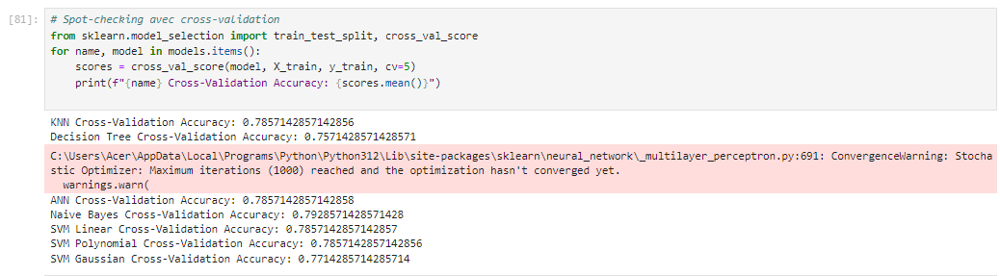 [81]: # Spot-checking avec cross-validation
from sklearn.model_selection import train_test_split, cross_val_score
for name, model in models.items():
    scores = cross_val_score(model, X_train, y_train, cv=5)
    print(f"{name} Cross-Validation Accuracy: {scores.mean()}")
KNN Cross-Validation Accuracy: 0.7857142857142856
Decision Tree Cross-Validation Accuracy: 0.7571428571428571
C:\Users\Acer\AppData\Local\Programs\Python\Python312\Lib\site-packages\sklearn\neural_network\_multilayer_perceptron.py:691: ConvergenceWarning: Stocha
stic Optimizer: Maximum iterations (1000) reached and the optimization hasn't converged yet.
  warnings.warn(
ANN Cross-Validation Accuracy: 0.7857142857142858
Naive Bayes Cross-Validation Accuracy: 0.7928571428571428
SVM Linear Cross-Validation Accuracy: 0.7857142857142857
SVM Polynomial Cross-Validation Accuracy: 0.7857142857142856
SVM Gaussian Cross-Validation Accuracy: 0.7714285714285714